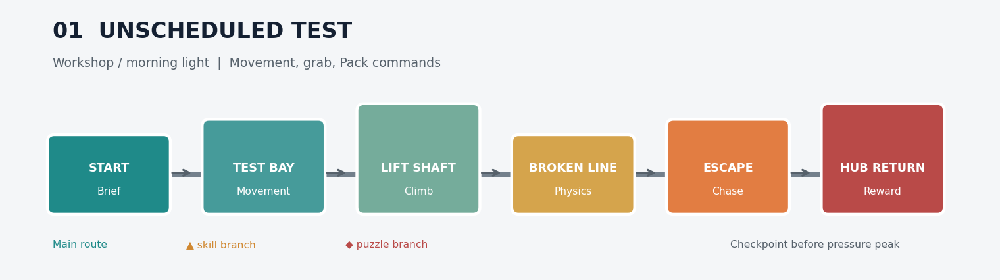 01 UNSCHEDULED TEST
Workshop / morning light | Movement, grab, Pack commands
START
Brief
TEST BAY
Movement
LIFT SHAFT
Climb
BROKEN LINE
Physics
ESCAPE
Chase
HUB RETURN
Reward
Main route
▲ skill branch
◆ puzzle branch
Checkpoint before pressure peak